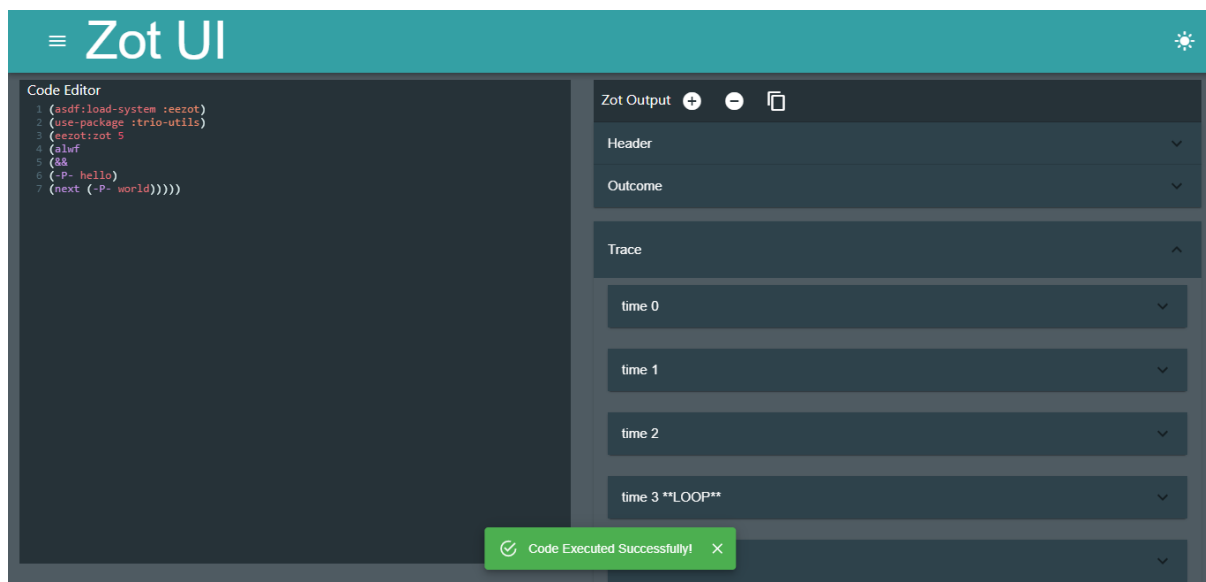 Zot UI
Code Editor
1 (asdf:load-system :eezot)
2 (use-package :trio-utils)
3 (eezot:zot 5
4 (alwf
5 (&&
6 (-P- hello)
7 (next (-P- world)))))
Zot Output
Header
Outcome
Trace
time 0
time 1
time 2
time 3 **LOOP**
Code Executed Successfully!